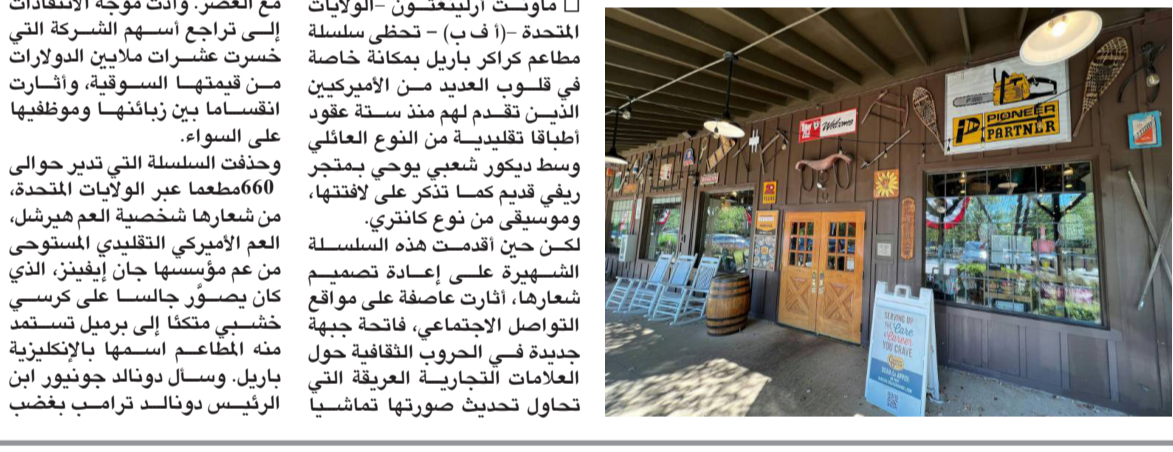 □ ماونت آرلينغتون -الولايات
المتحدة -(أ ف ب) - تحظى سلسلة
مطاعم كراكر باريل بمكانة خاصة
في قلوب العديد من الأميركيين
الذين تقدم لهم منذ ستة عقود
أطباقا تقليدية من النوع العائلي
وسط ديكور شعبي يوحي بمتجر
ريفي قديم كما تذكر على لافتتها،
وموسيقى من نوع كانتري.
لكن حين أقدمت هذه السلسلة
الشهيرة على إعادة تصميم
شعارها، أثارت عاصفة على مواقع
التواصل الاجتماعي، فاتحة جبهة
جديدة في الحروب الثقافية حول
العلامات التجارية العريقة التي
تحاول تحديث صورتها تماشيا
مع العصر. وأدت موجة الانتقادات
إلى تراجع أسهم الشركة التي
خسرت عشرات ملايين الدولارات
من قيمتها السوقية، وأثارت
انقساما بين زبائنها وموظفيها
على السواء.
وحذفت السلسلة التي تدير حوالى
660مطعما عبر الولايات المتحدة،
من شعارها شخصية العم هيرشل،
العم الأميركي التقليدي المستوحى
من عم مؤسسها جان إيفينز، الذي
كان يصوَّر جالسا على كرسي
خشبي متكئا إلى برميل تستمد
منه المطاعم اسمها بالإنكليزية
باريل. وسأل دونالد جونيور ابن
الرئيس دونالد ترامب بغضب
PIONEER
PARTNER
Welcome
SERVING UP
the Care
& Career
YOU CRAVE